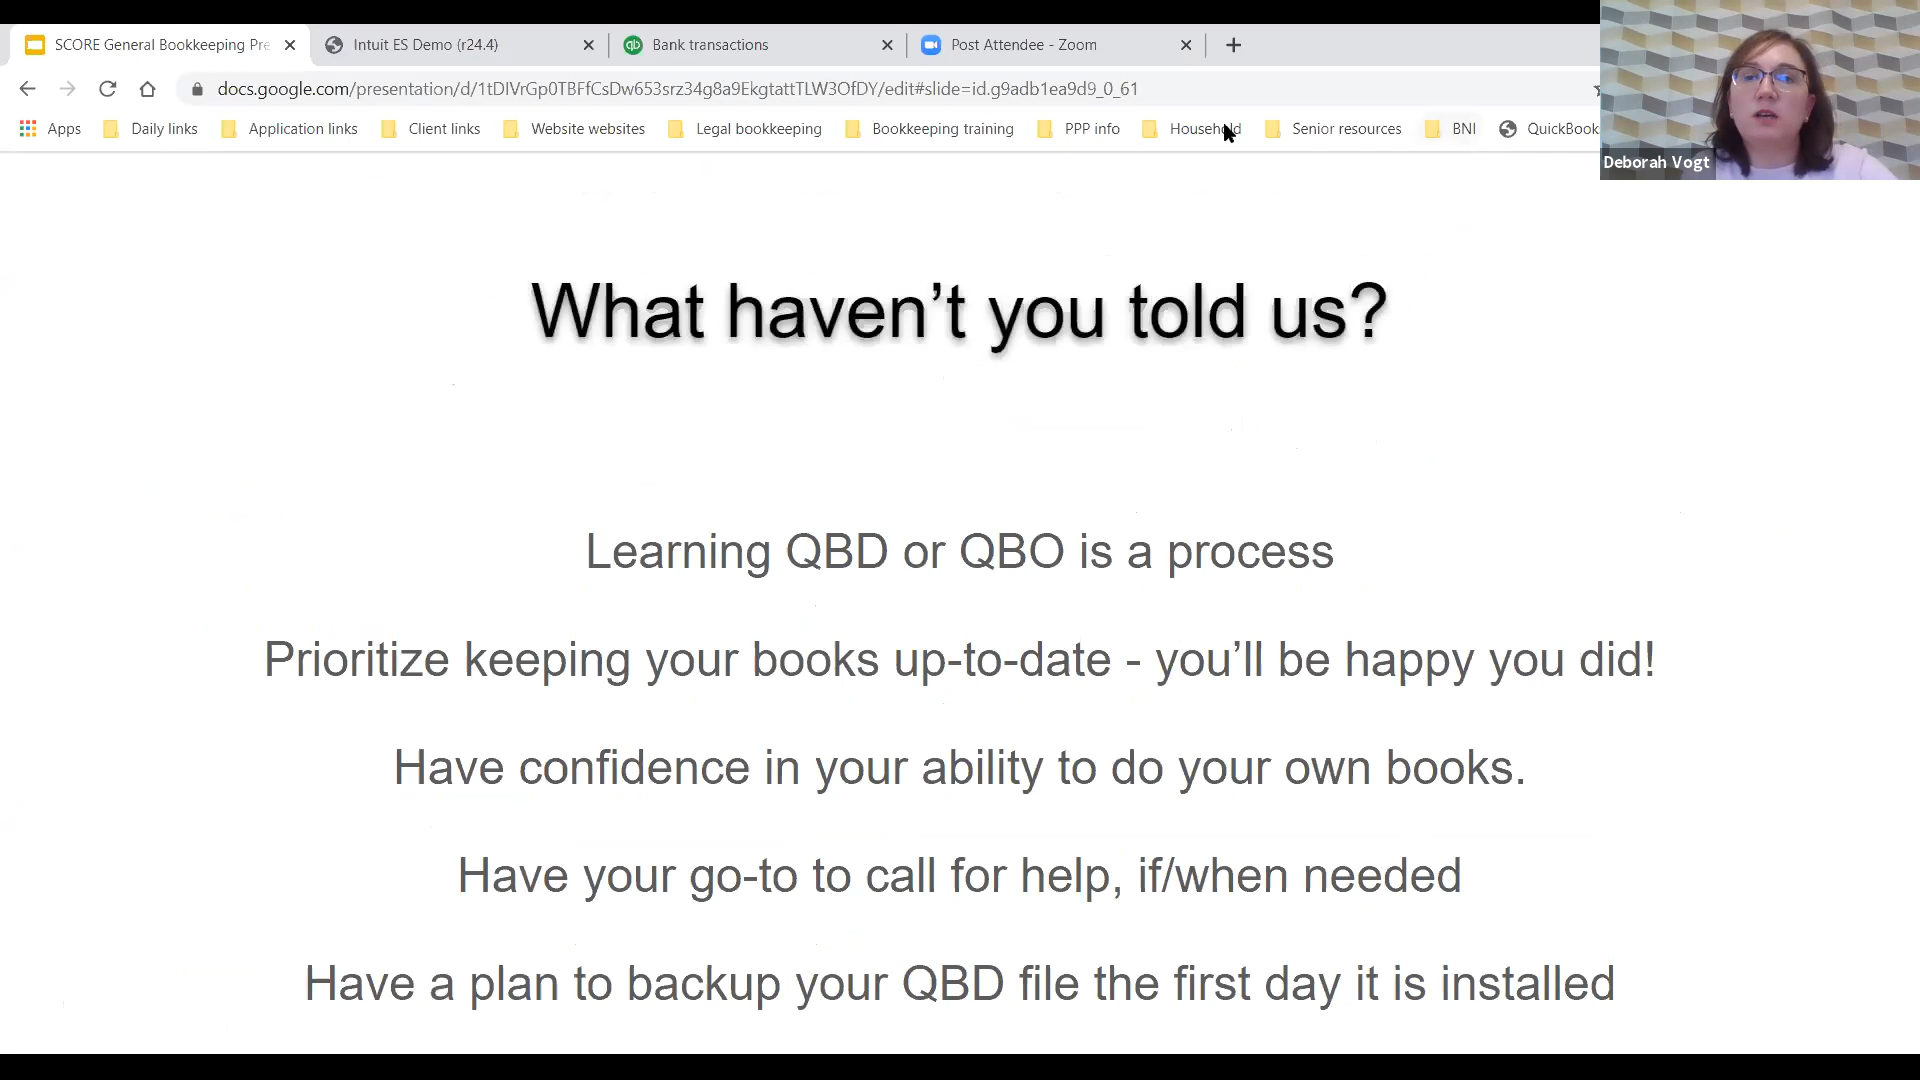 SCORE General Bookkeeping Pre
Intuit ES Demo (r24.4)
Bank transactions
Post Attendee - Zoom
docs.google.com/presentation/d/1tDIVrGp0TBFfCsDw653srz34g8a9EkgtattTLW3OfDY/edit#slide=id.g9adb1ea9d9_0_61
Apps
Daily links
Application links
Client links
Website websites
Legal bookkeeping
Bookkeeping training
PPP info
Household
Senior resources
BNI
QuickBook
Deborah Vogt
What haven’t you told us?
Learning QBD or QBO is a process
Prioritize keeping your books up-to-date - you’ll be happy you did!
Have confidence in your ability to do your own books.
Have your go-to to call for help, if/when needed
Have a plan to backup your QBD file the first day it is installed